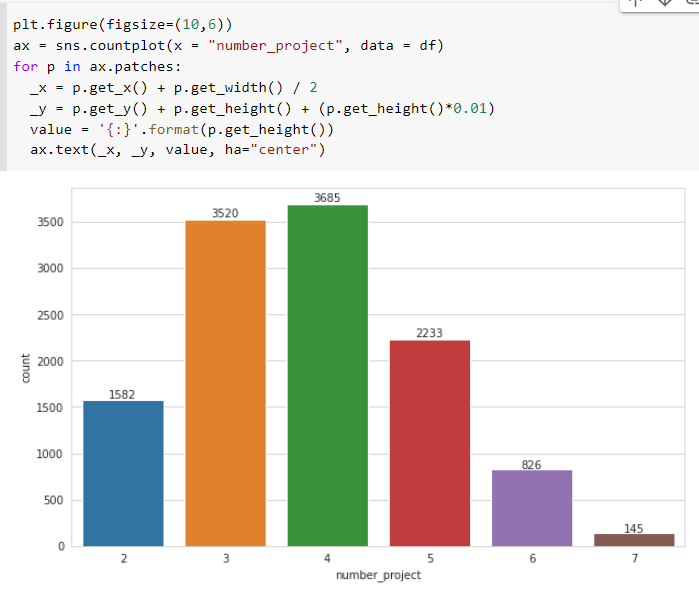 plt.figure(figsize=(10,6))
ax = sns.countplot(x = "number_project", data = df)
for p in ax.patches:
  _x = p.get_x() + p.get_width() / 2
  _y = p.get_y() + p.get_height() + (p.get_height()*0.01)
  value = '{:}'.format(p.get_height())
  ax.text(_x, _y, value, ha="center")
3685
3520
3500
3000
2500
2233
2000
count
1582
1500
1000
826
500
145
0
2 3 4 5 6 7
number_project